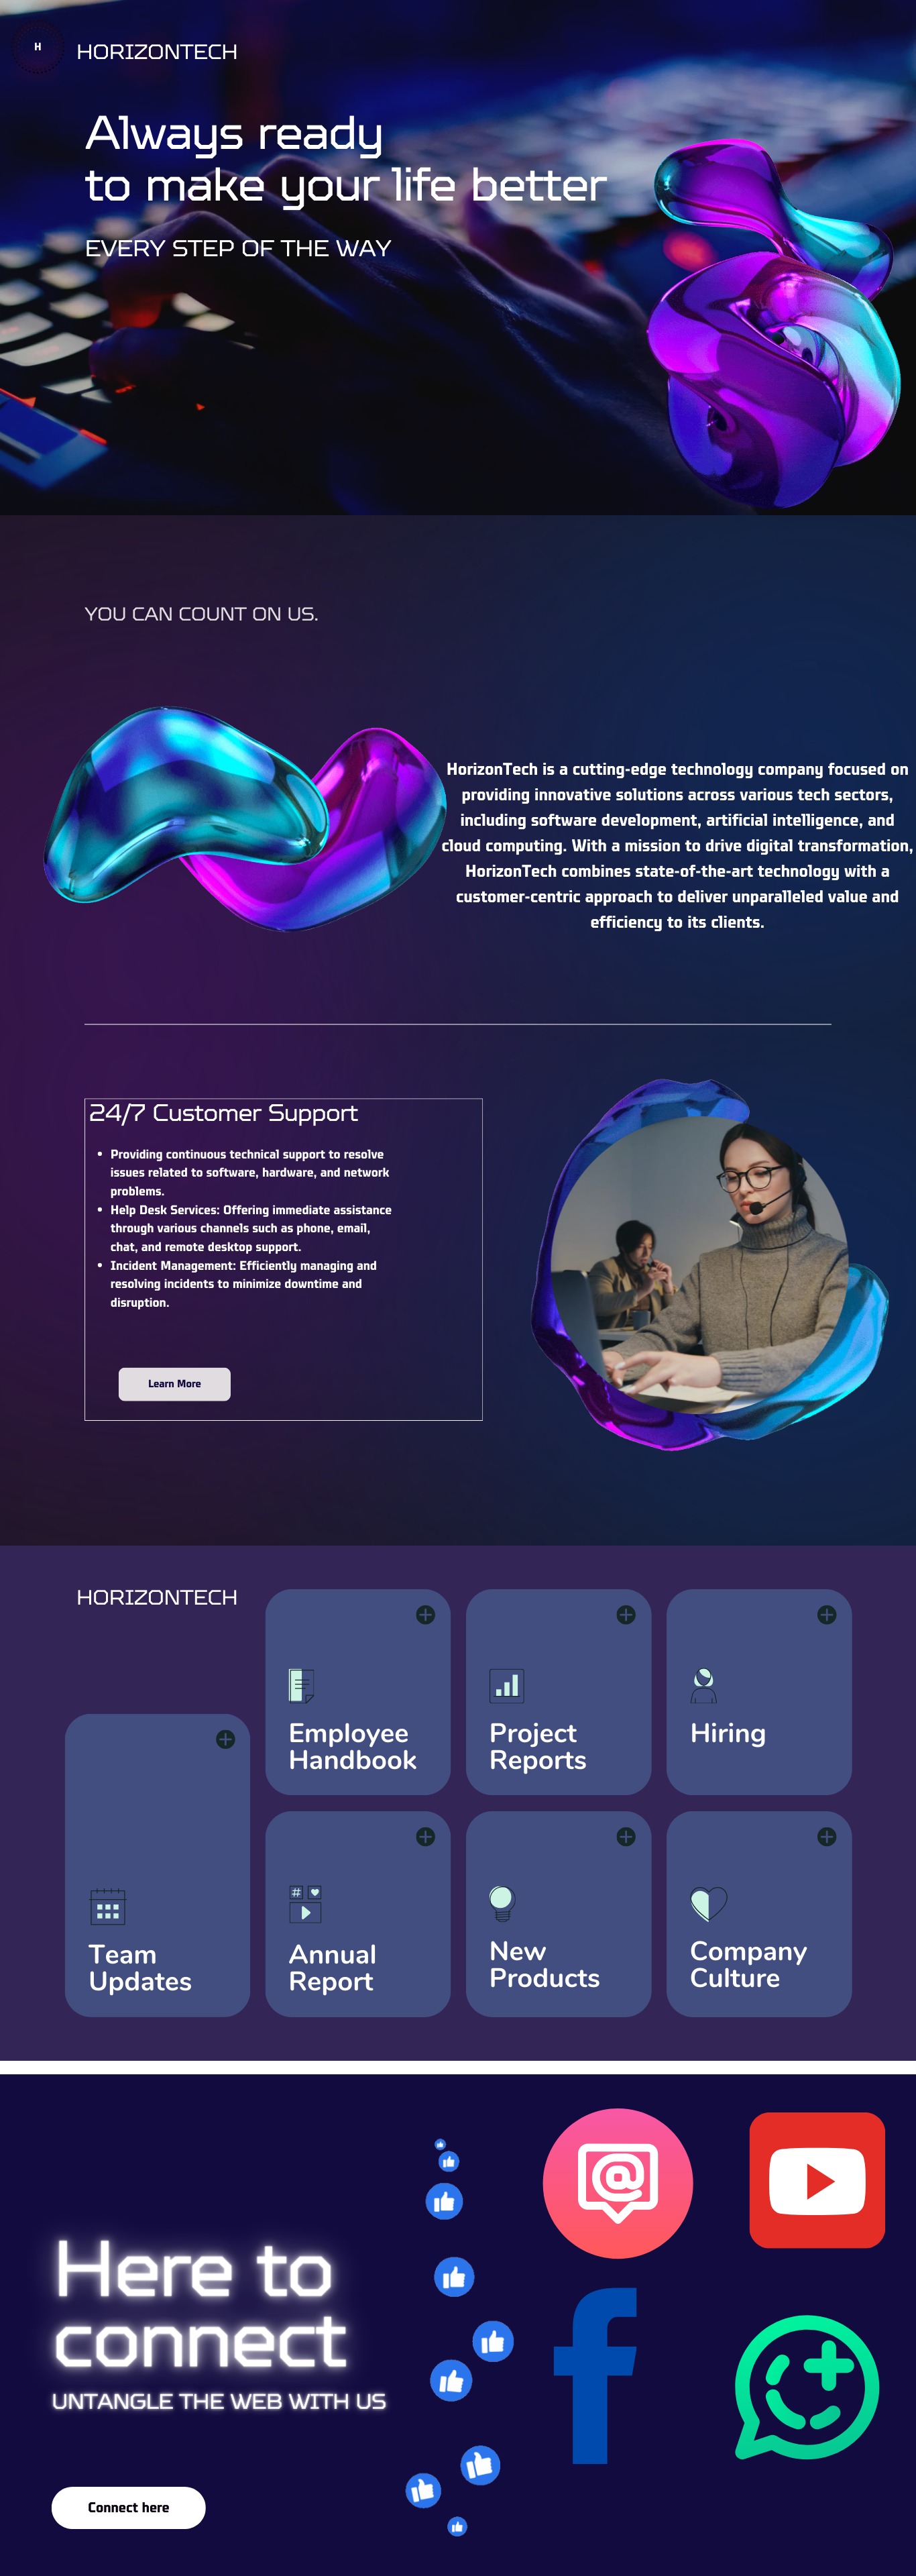 H
HORIZONTECH
Always ready
to make your life better
EVERY STEP OF THE WAY
YOU CAN COUNT ON US.
HorizonTech is a cutting-edge technology company focused on
providing innovative solutions across various tech sectors,
including software development, artificial intelligence, and
cloud computing. With a mission to drive digital transformation,
HorizonTech combines state-of-the-art technology with a
customer-centric approach to deliver unparalleled value and
efficiency to its clients.
24/7 Customer Support
• Providing continuous technical support to resolve
issues related to software, hardware, and network
problems.
• Help Desk Services: Offering immediate assistance
through various channels such as phone, email,
chat, and remote desktop support.
• Incident Management: Efficiently managing and
resolving incidents to minimize downtime and
disruption.
Learn More
HORIZONTECH
Employee
Handbook
Project
Reports
Hiring
Team
Updates
Annual
Report
New
Products
Company
Culture
Here to
connect
UNTANGLE THE WEB WITH US
Connect here